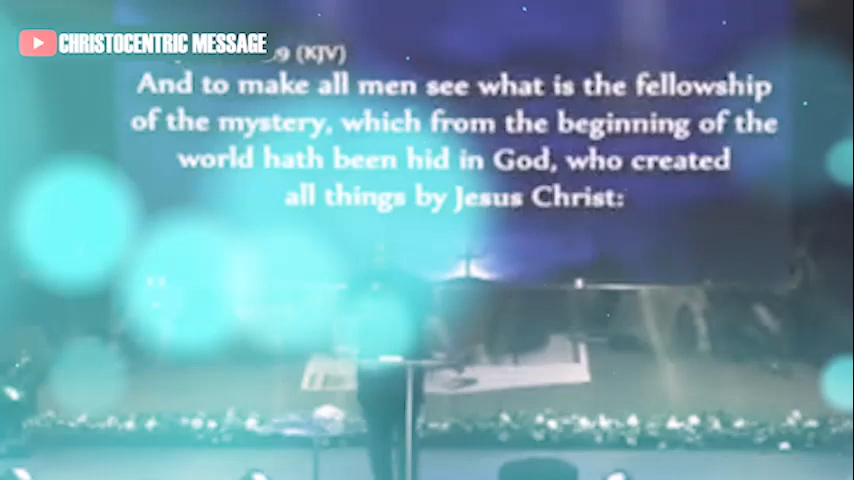 CHRISTOCENTRIC MESSAGE
9 (KJV)
And to make all men see what is the fellowship
of the mystery, which from the beginning of the
world hath been hid in God, who created
all things by Jesus Christ: